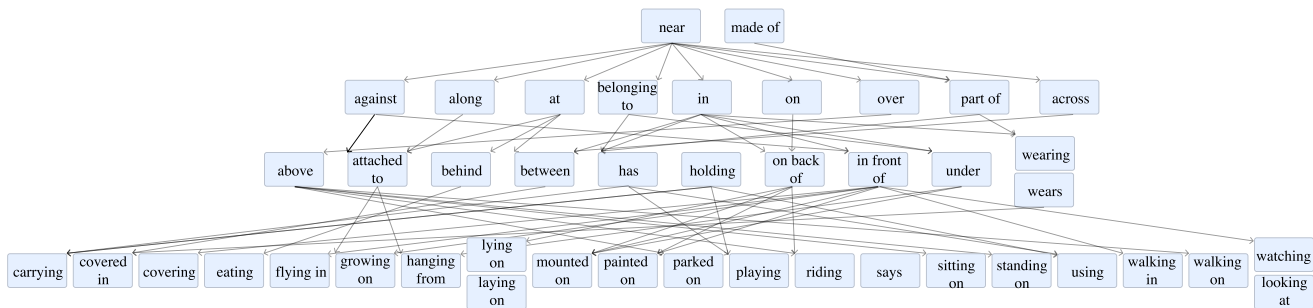 near made of
against along at belonging to in on over part of across
above attached to behind between has holding on back of in front of under wearing
wears
carrying covered in covering eating flying in growing on hanging from lying on mounted on painted on parked on playing riding says sitting on standing on using walking in walking on watching
laying on looking at